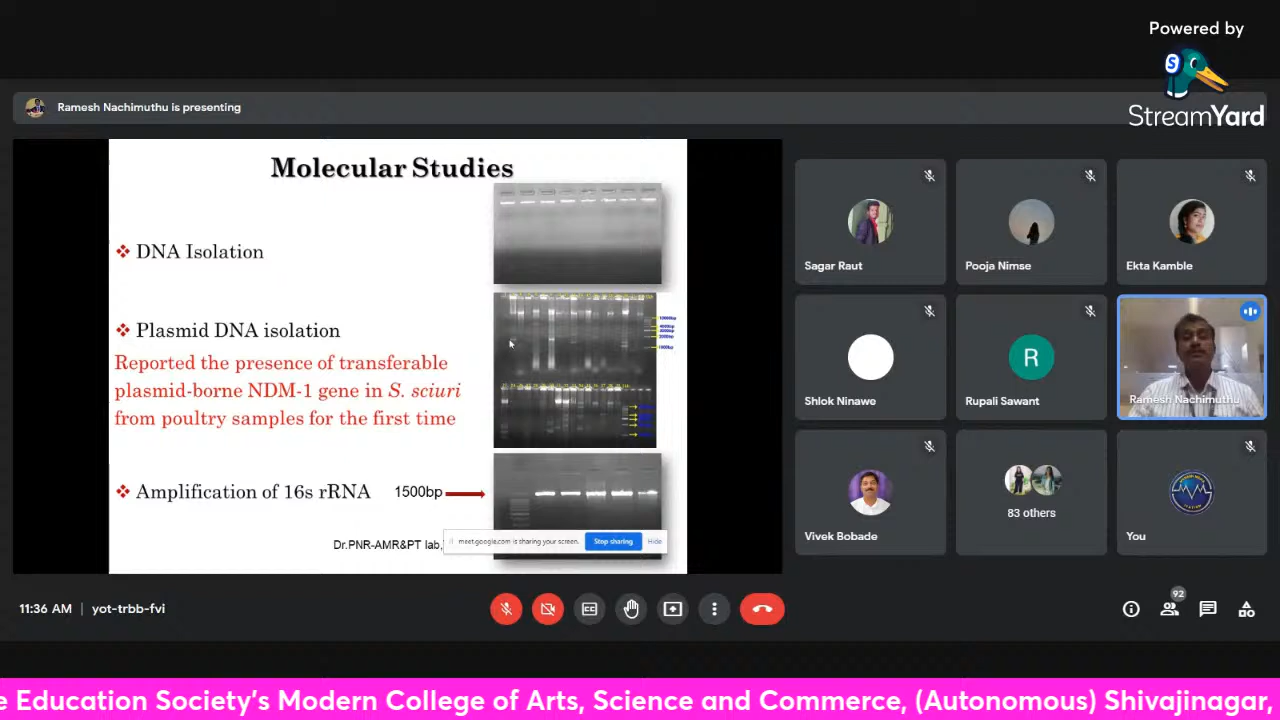 Powered by
StreamYard
Ramesh Nachimuthu is presenting
Molecular Studies
DNA Isolation
Plasmid DNA isolation
Reported the presence of transferable
plasmid-borne NDM-1 gene in S. sciuri
from poultry samples for the first time
Amplification of 16s rRNA
1500bp
Dr.PNR-AMR&PT lab,
meet.google.com is sharing your screen.
Stop sharing
Hide
Sagar Raut
Pooja Nimse
Ekta Kamble
Shlok Ninawe
R
Rupali Sawant
Ramesh Nachimuthu
Vivek Bobade
83 others
You
11:36 AM | yot-trbb-fvi
92
e Education Society's Modern College of Arts, Science and Commerce, (Autonomous) Shivajinagar,